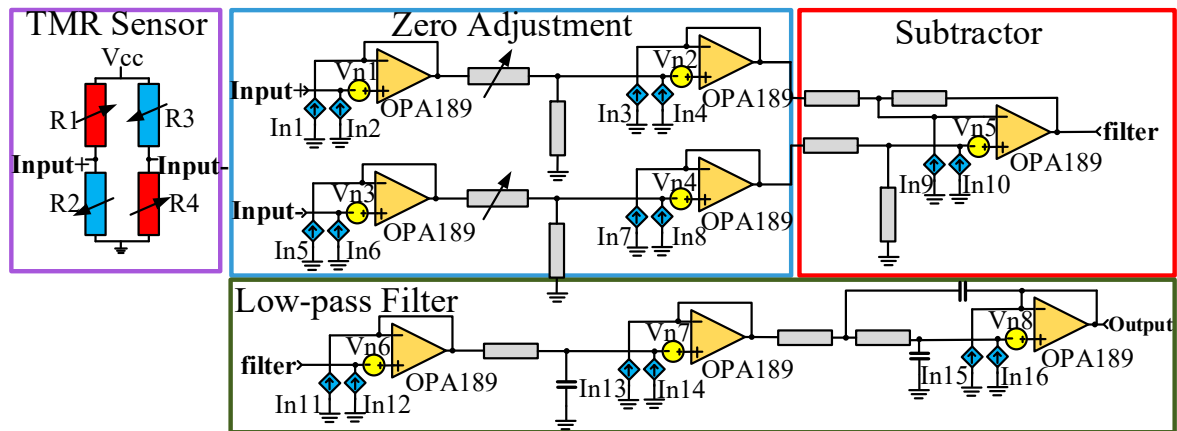 TMR Sensor
Vcc
R1
R3
Input+
Input-
R2
R4
Zero Adjustment
Input+
Vn1
OPA189
In1
In2
Vn2
OPA189
In3
In4
Input-
Vn3
OPA189
In5
In6
Vn4
OPA189
In7
In8
Subtractor
Vn5
OPA189
filter
In9
In10
Low-pass Filter
filter
Vn6
OPA189
In11
In12
Vn7
OPA189
In13
In14
Vn8
Output
OPA189
In15
In16